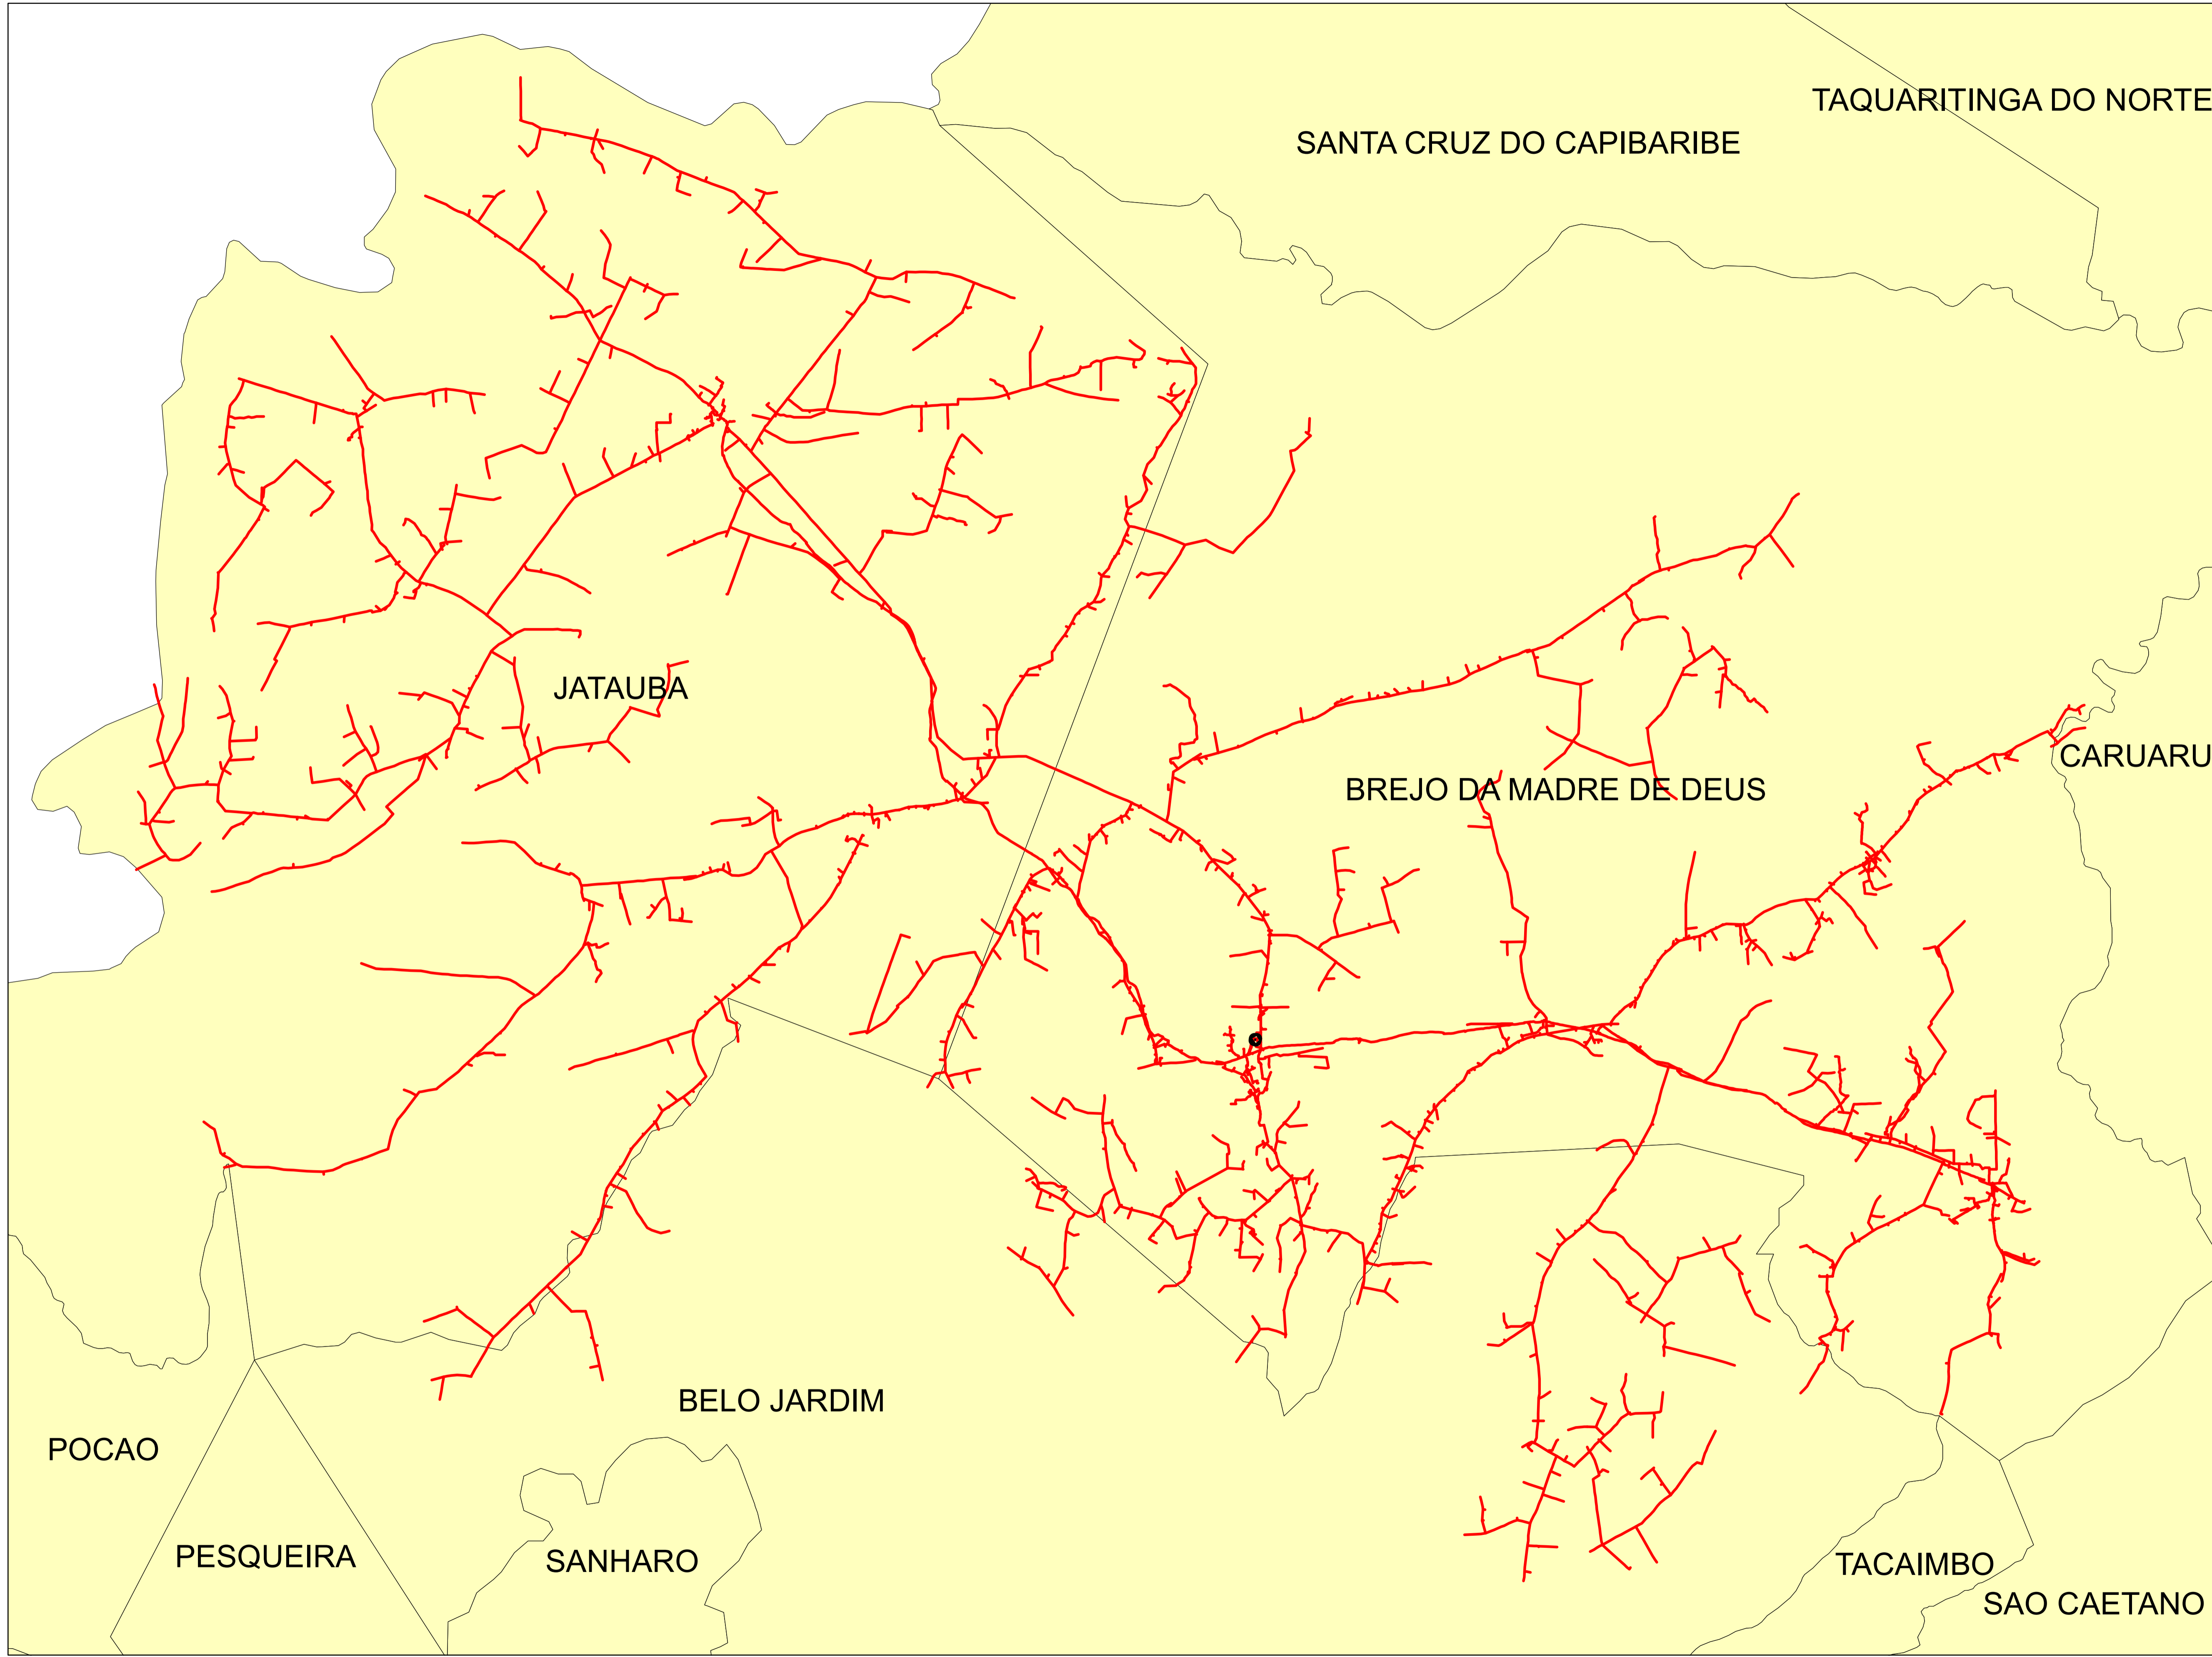 TAQUARITINGA DO NORTE
SANTA CRUZ DO CAPIBARIBE
JATAUBA
CARUARU
BREJO DA MADRE DE DEUS
BELO JARDIM
POCAO
PESQUEIRA
SANHARO
TACAIMBO
SAO CAETANO